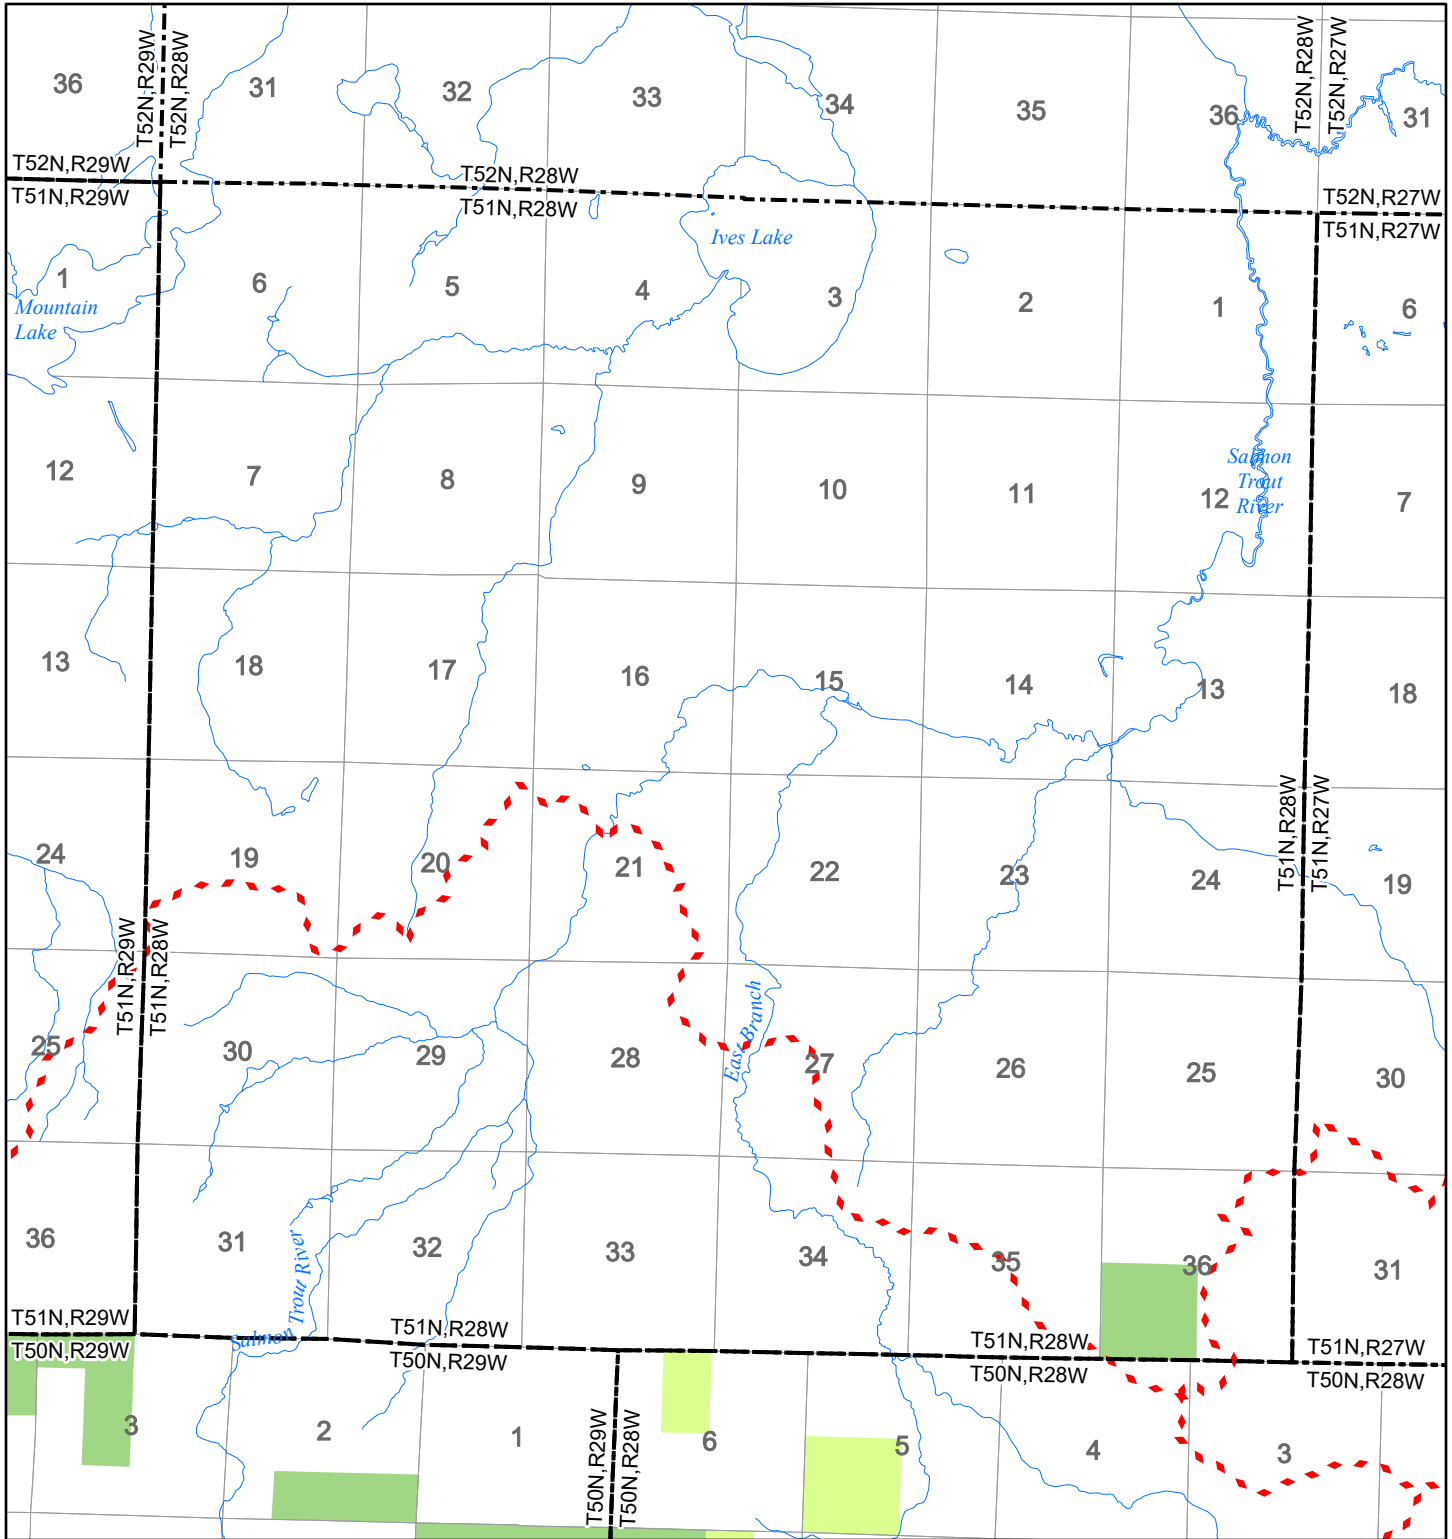 T52N,R29W
T52N,R28W
T52N,R28W
T52N,R27W
36
31
32
33
34
35
36
31
T52N,R29W
T51N,R29W
T52N,R28W
T51N,R28W
T52N,R27W
T51N,R27W
Ives Lake
1
6
5
4
3
2
1
6
Mountain
Lake
12
7
8
9
10
11
12
7
Salmon
Trout
River
13
18
17
16
15
14
13
18
T51N,R28W
T51N,R27W
24
19
20
21
22
23
24
19
T51N,R29W
T51N,R28W
East Branch
25
30
29
28
27
26
25
30
36
31
32
33
34
35
36
31
Salmon Trout River
T51N,R29W
T50N,R29W
T51N,R28W
T50N,R29W
T51N,R28W
T50N,R28W
T51N,R27W
T50N,R28W
3
2
1
6
5
4
3
T50N,R29W
T50N,R28W